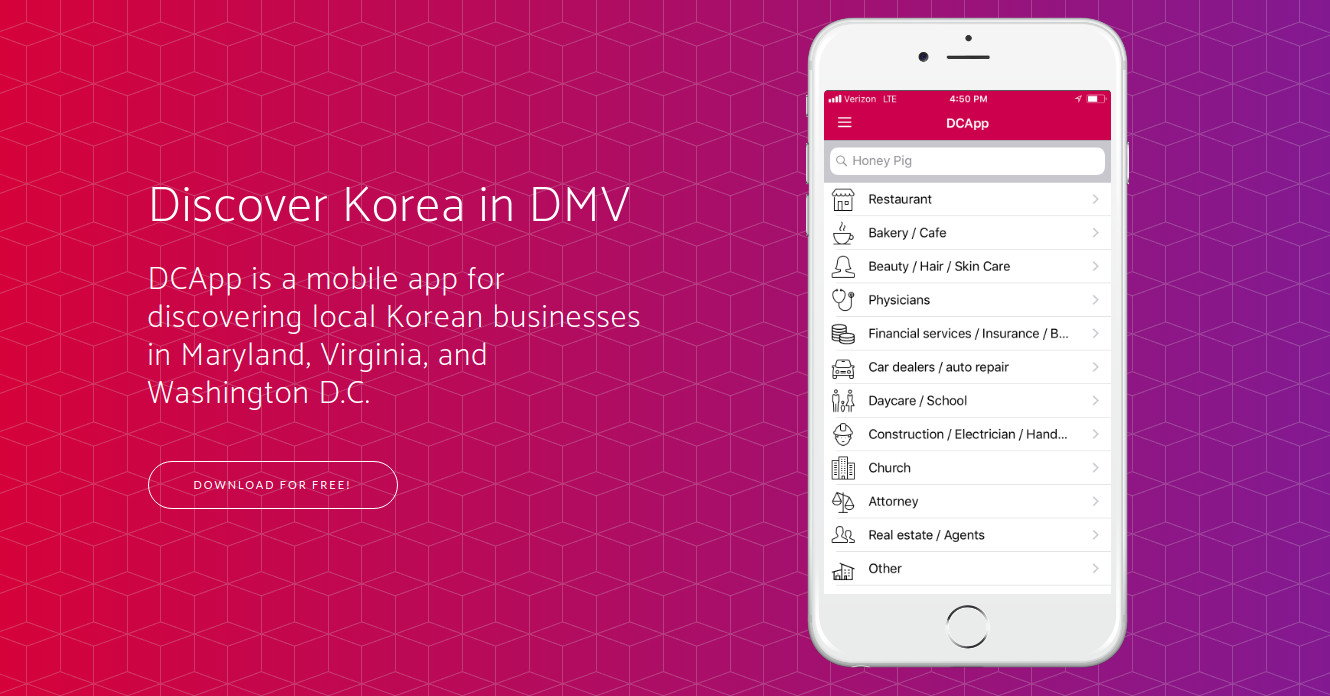 Discover Korea in DMV
DCApp is a mobile app for
discovering local Korean businesses
in Maryland, Virginia, and
Washington D.C.
DOWNLOAD FOR FREE!
Verizon LTE 4:50 PM
DCApp
Honey Pig
Restaurant
Bakery / Cafe
Beauty / Hair / Skin Care
Physicians
Financial services / Insurance / B...
Car dealers / auto repair
Daycare / School
Construction / Electrician / Hand...
Church
Attorney
Real estate / Agents
Other